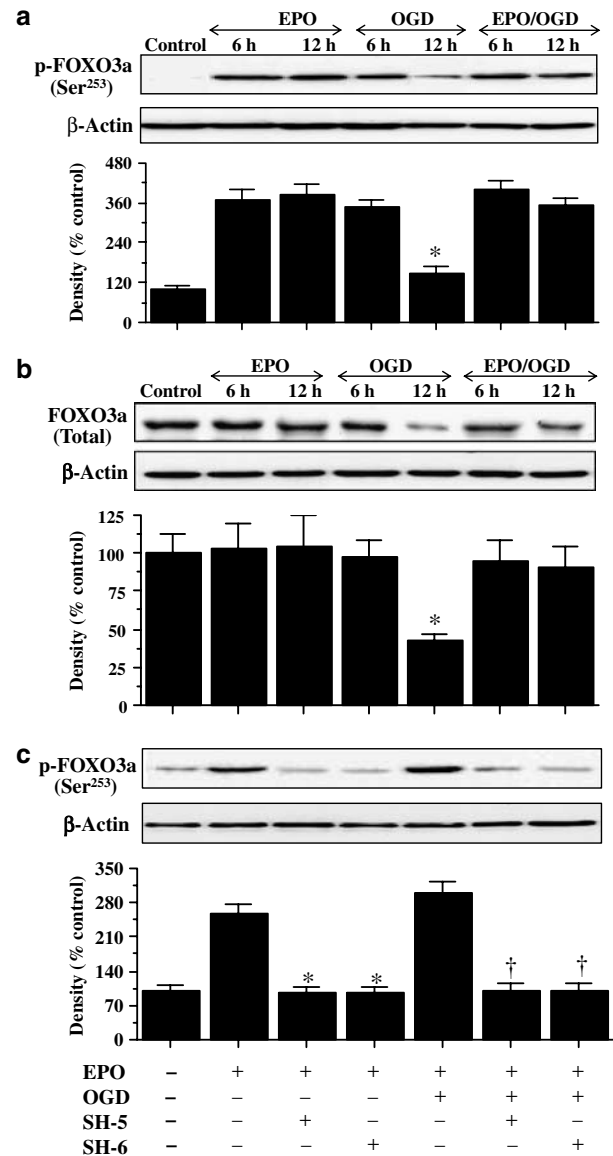 a
EPO OGD EPO/OGD
Control 6 h 12 h 6 h 12 h 6 h 12 h
p-FOXO3a
(Ser²⁵³)
β-Actin
Density (% control)
480
360
240
120
0
*
b
EPO OGD EPO/OGD
Control 6 h 12 h 6 h 12 h 6 h 12 h
FOXO3a
(Total)
β-Actin
Density (% control)
125
100
75
50
25
0
*
c
p-FOXO3a
(Ser²⁵³)
β-Actin
Density (% control)
350
280
210
140
70
0
* * † †
EPO – + + + + + +
OGD – – – – + + +
SH-5 – – + – – + –
SH-6 – – – + – – +